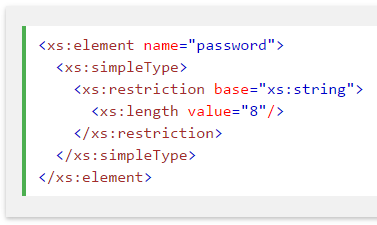 <xs:element name="password">
  <xs:simpleType>
    <xs:restriction base="xs:string">
      <xs:length value="8"/>
    </xs:restriction>
  </xs:simpleType>
</xs:element>